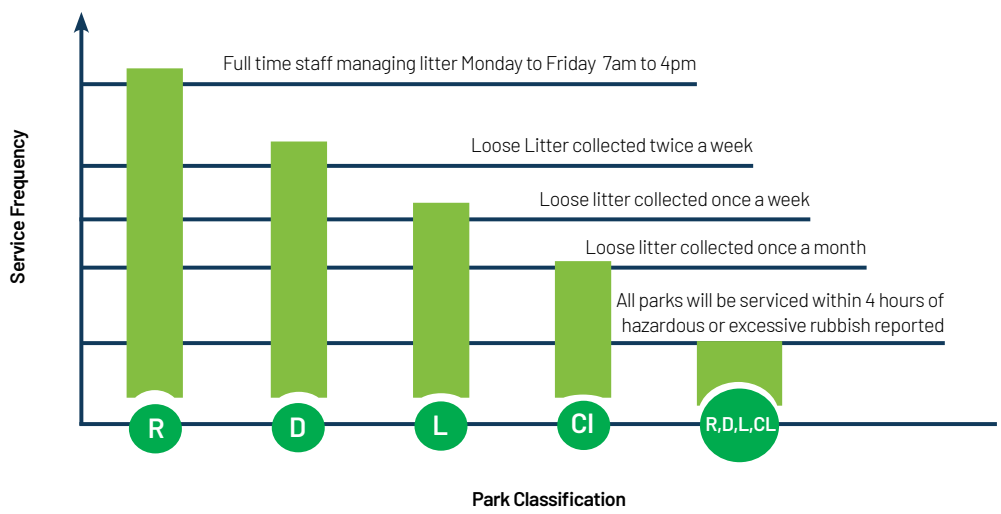 Full time staff managing litter Monday to Friday 7am to 4pm
Loose Litter collected twice a week
Loose litter collected once a week
Loose litter collected once a month
All parks will be serviced within 4 hours of
hazardous or excessive rubbish reported
Service Frequency
R
D
L
Cl
R,D,L,CL
Park Classification